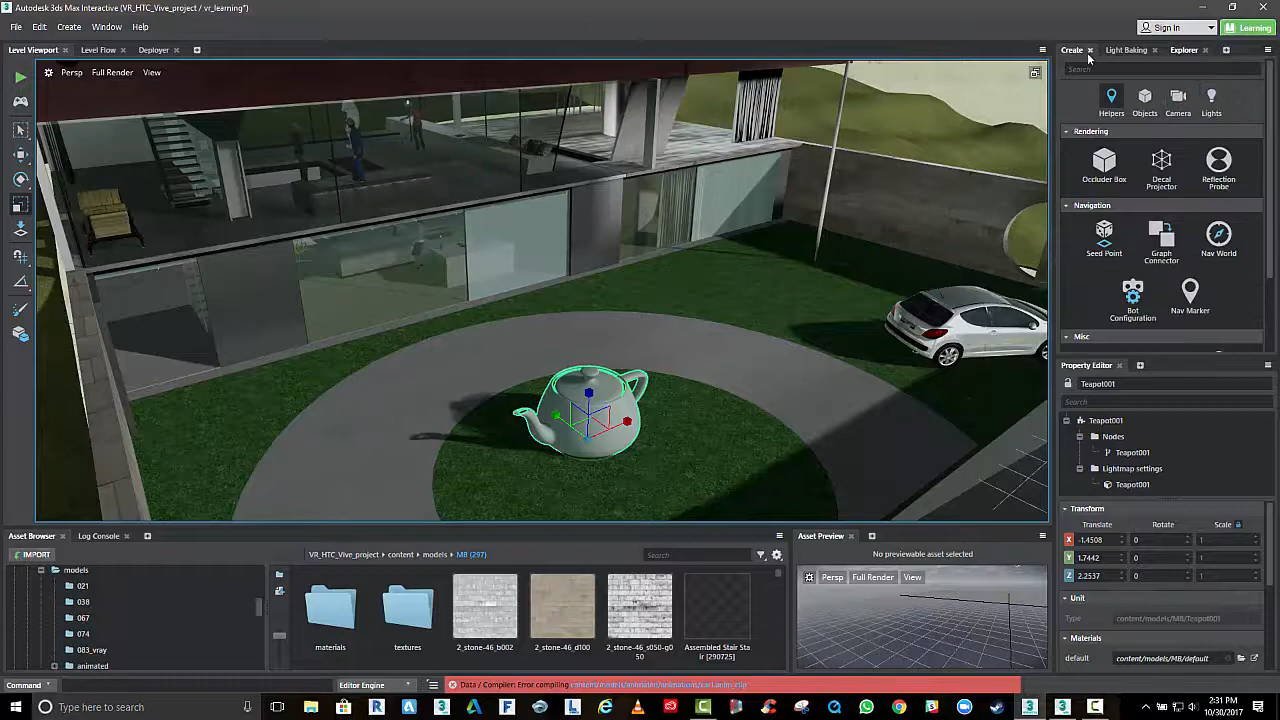 Autodesk 3ds Max Interactive (VR_HTC_Vive_project / vr_learning*)
File Edit Create Window Help
Sign In Learning
Level Viewport Level Flow Deployer
Create Light Baking Explorer
Persp Full Render View
Search
Helpers Objects Camera Lights
Rendering
Occluder Box Decal Projector Reflection Probe
Navigation
Seed Point Graph Connector Nav World
Bot Configuration Nav Marker
Misc
Property Editor
Teapot001
Search
Teapot001
Nodes
Teapot001
Lightmap settings
Teapot001
Transform
Translate Rotate Scale
X -1.4508 0 1
Y 1.7442 0 1
Z 2.2537 0 1
Unit
Type content/models/MB/Teapot001
Materials
default content/models/MB/default
Asset Browser Log Console
IMPORT
VR_HTC_Vive_project content models MB (297)
Search
models
021
038
067
074
083_vray
animated
materials textures 2_stone-46_b002 2_stone-46_d100 2_stone-46_s050-g050 Assembled Stair Stair [290725]
Asset Preview
No previewable asset selected
Persp Full Render View
Command
Editor Engine
Data / Compiler: Error compiling
Type here to search
2:31 PM
10/30/2017